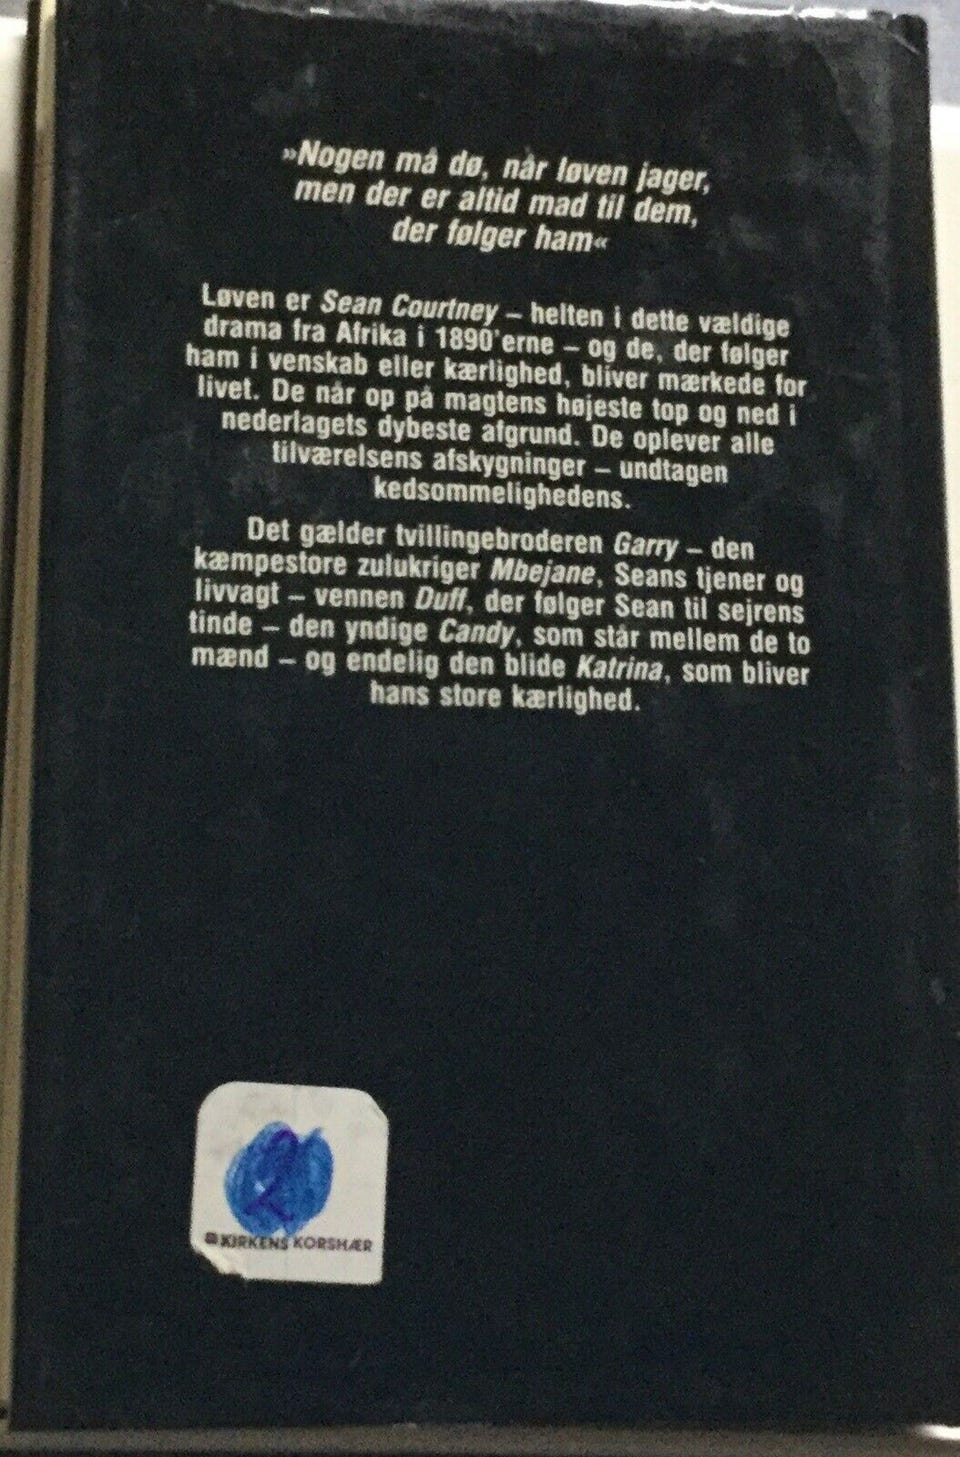 »Nogen må dø, når løven jager,
men der er altid mad til dem,
der følger ham«
Løven er Sean Courtney – helten i dette vældige
drama fra Afrika i 1890'erne – og de, der følger
ham i venskab eller kærlighed, bliver mærkede for
livet. De når op på magtens højeste top og ned i
nederlagets dybeste afgrund. De oplever alle
tilværelsens afskygninger – undtagen
kedsommelighedens.
Det gælder tvillingebroderen Garry – den
kæmpestore zulukriger Mbejane, Seans tjener og
livvagt – vennen Duff, der følger Sean til sejrens
tinde – den yndige Candy, som står mellem de to
mænd – og endelig den blide Katrina, som bliver
hans store kærlighed.
2
KIRKENS KORSHÆR